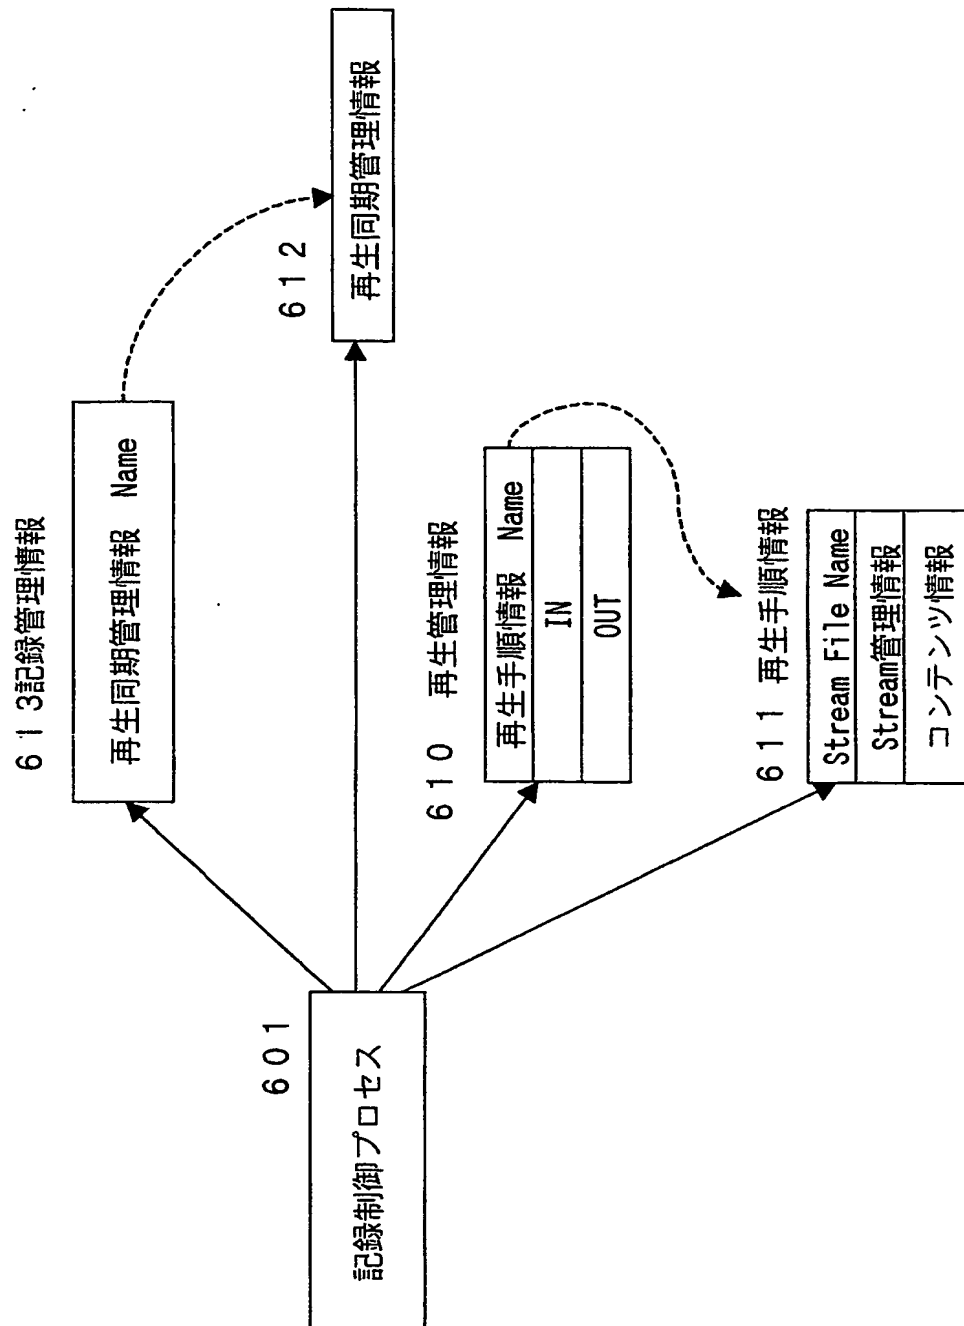 ６０１
記録制御プロセス
６１３記録管理情報
再生同期管理情報 Name
６１２
再生同期管理情報
６１０ 再生管理情報
再生手順情報 Name
IN
OUT
６１１ 再生手順情報
Stream File Name
Stream管理情報
コンテンツ情報